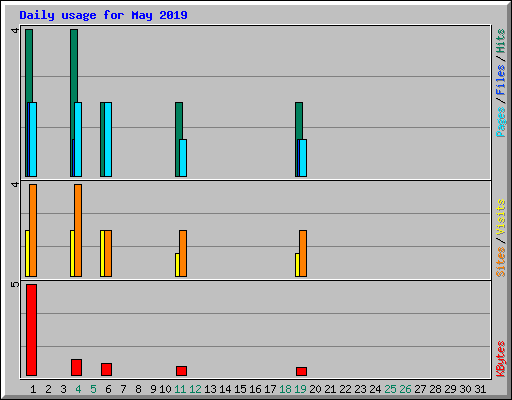 Daily usage for May 2019
4
Pages / Files / Hits
4
Sites / Visits
5
KBytes
1 2 3 4 5 6 7 8 9 10 11 12 13 14 15 16 17 18 19 20 21 22 23 24 25 26 27 28 29 30 31